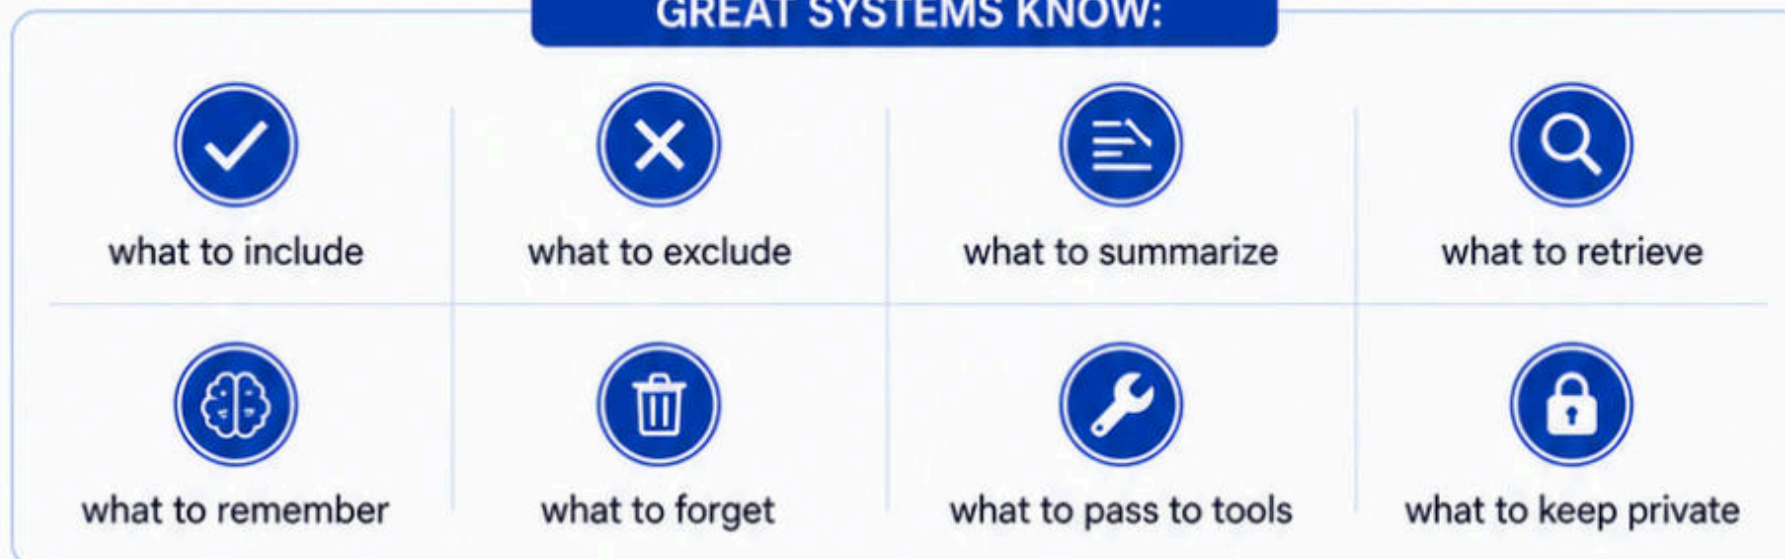 GREAT SYSTEMS KNOW:
what to include
what to exclude
what to summarize
what to retrieve
what to remember
what to forget
what to pass to tools
what to keep private